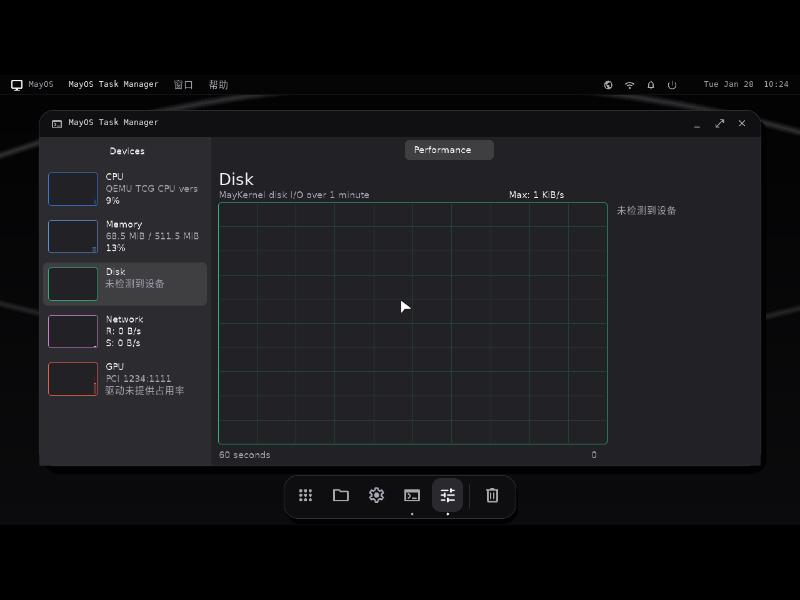 MayOS MayOS Task Manager 窗口 帮助 Tue Jan 28 10:24
MayOS Task Manager
Devices
CPU
QEMU TCG CPU vers
9%
Memory
68.5 MiB / 511.5 MiB
13%
Disk
未检测到设备
Network
R: 0 B/s
S: 0 B/s
GPU
PCI 1234:1111
驱动未提供占用率
Performance
Disk
MayKernel disk I/O over 1 minute Max: 1 KiB/s
未检测到设备
60 seconds 0